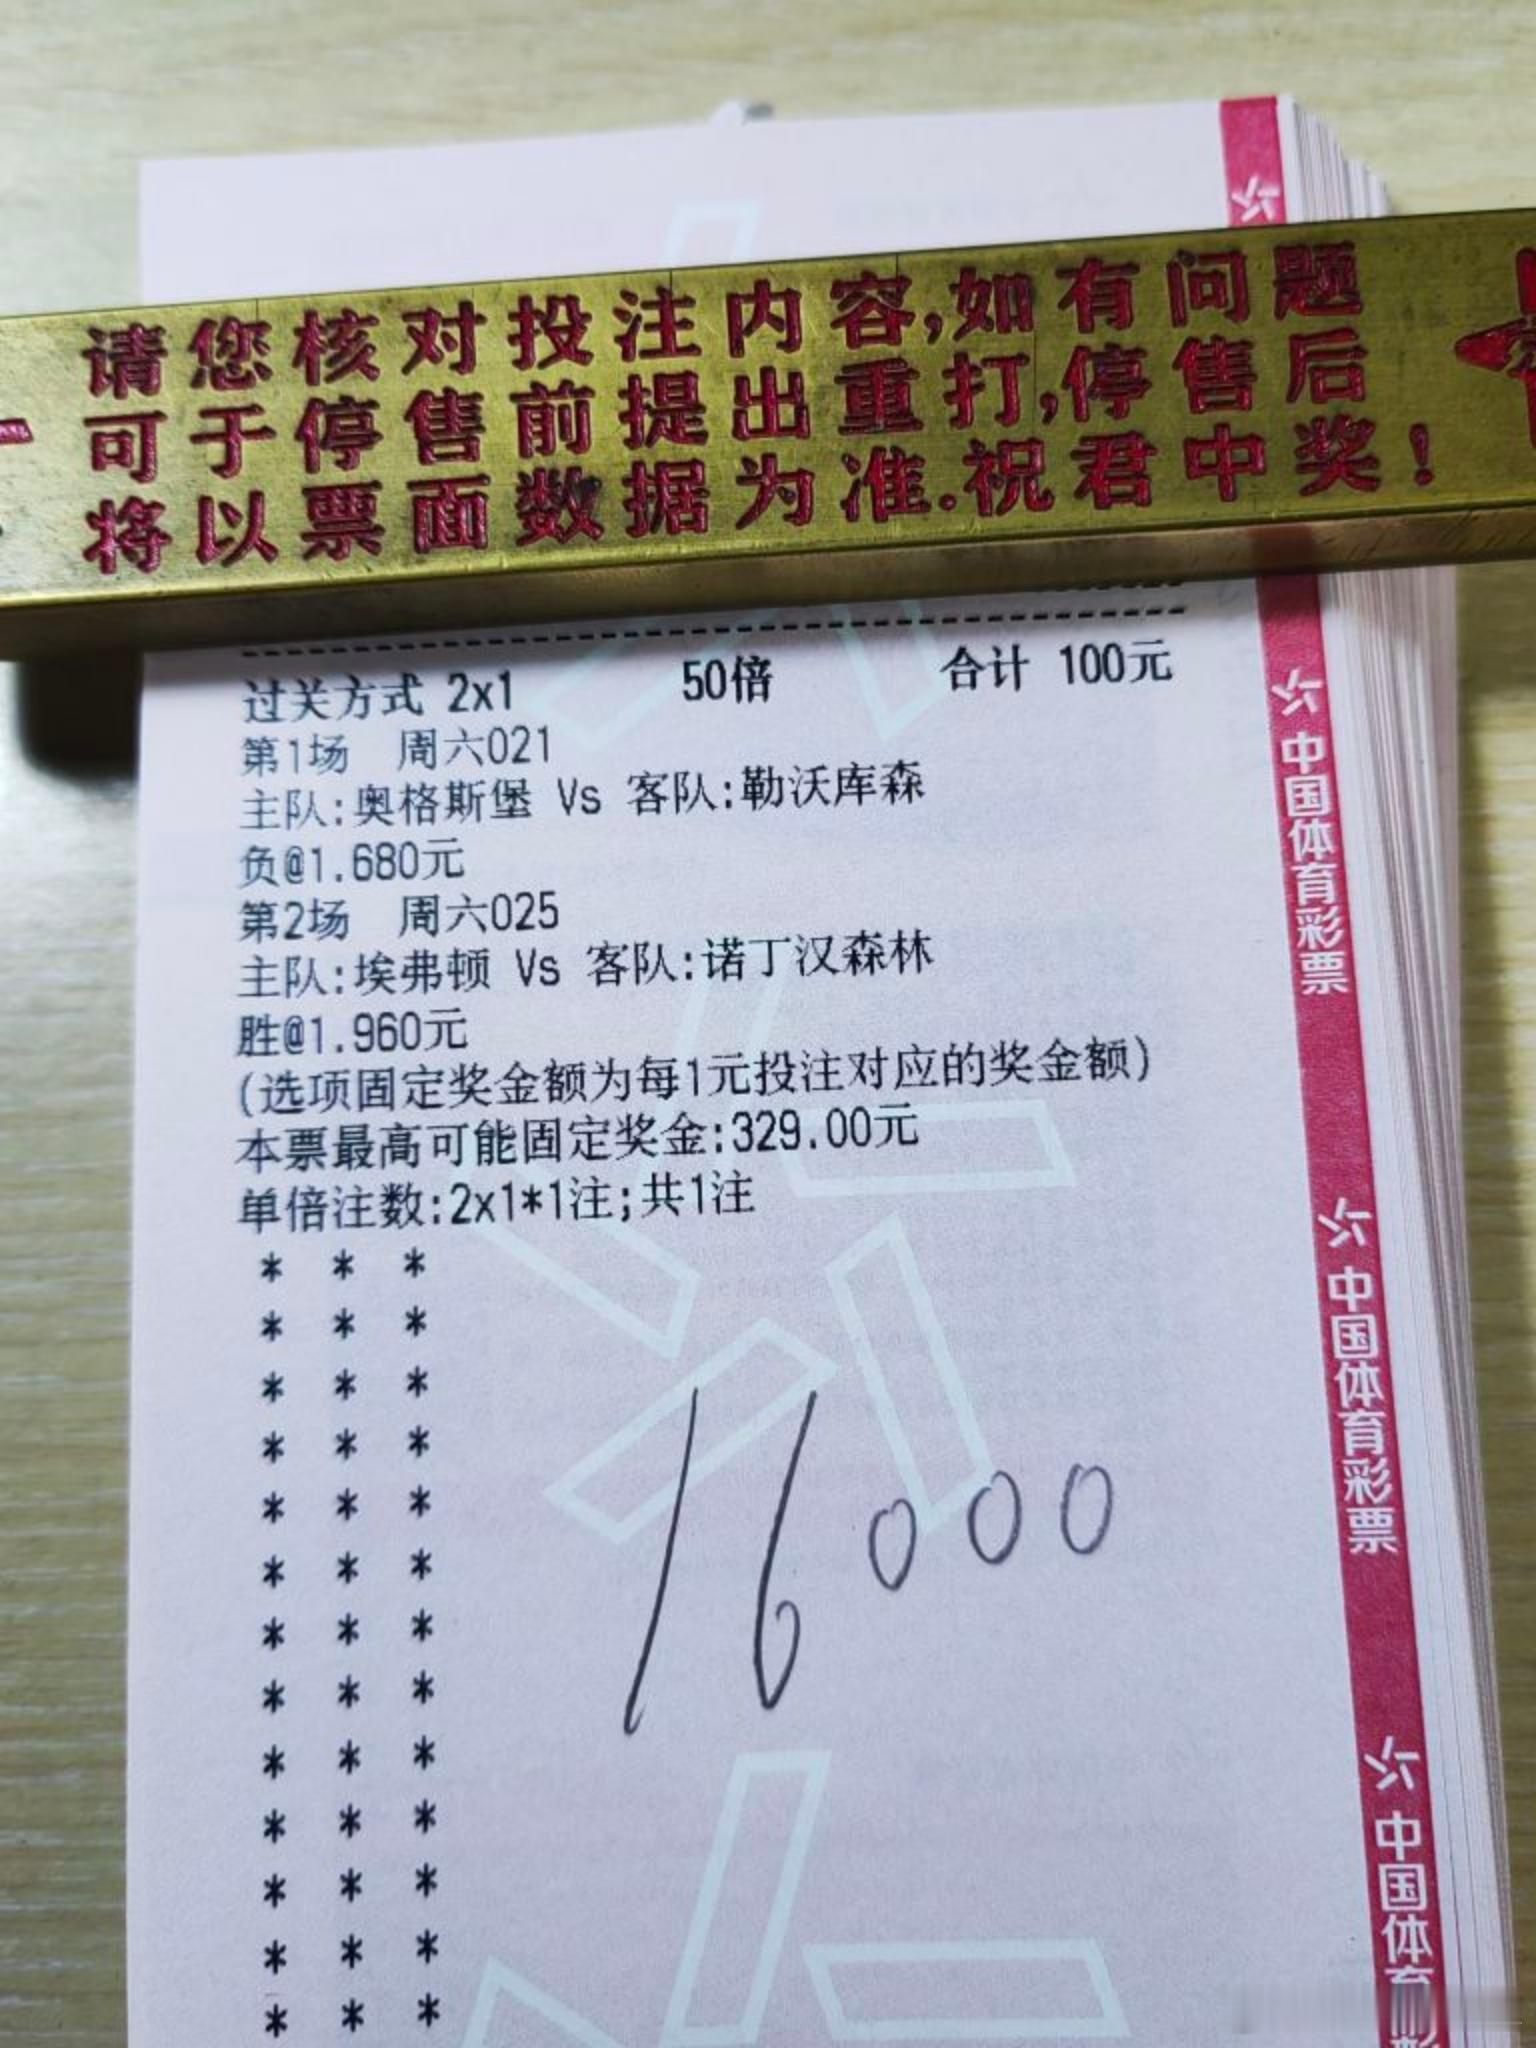 请您核对投注内容,如有问题
可于停售前提出重打,停售后
将以票面数据为准.祝君中奖!
过关方式 2x1 50倍 合计 100元
第1场 周六021
主队:奥格斯堡 Vs 客队:勒沃库森
负@1.680元
第2场 周六025
主队:埃弗顿 Vs 客队:诺丁汉森林
胜@1.960元
(选项固定奖金额为每1元投注对应的奖金额)
本票最高可能固定奖金:329.00元
单倍注数:2x1*1注;共1注
* * *
* * *
* * *
* * *
* * *
* * *
* * *
* * *
* * *
* * *
* * *
* * *
* * *
16000
中国体育彩票
中国体育彩票
中国体育彩